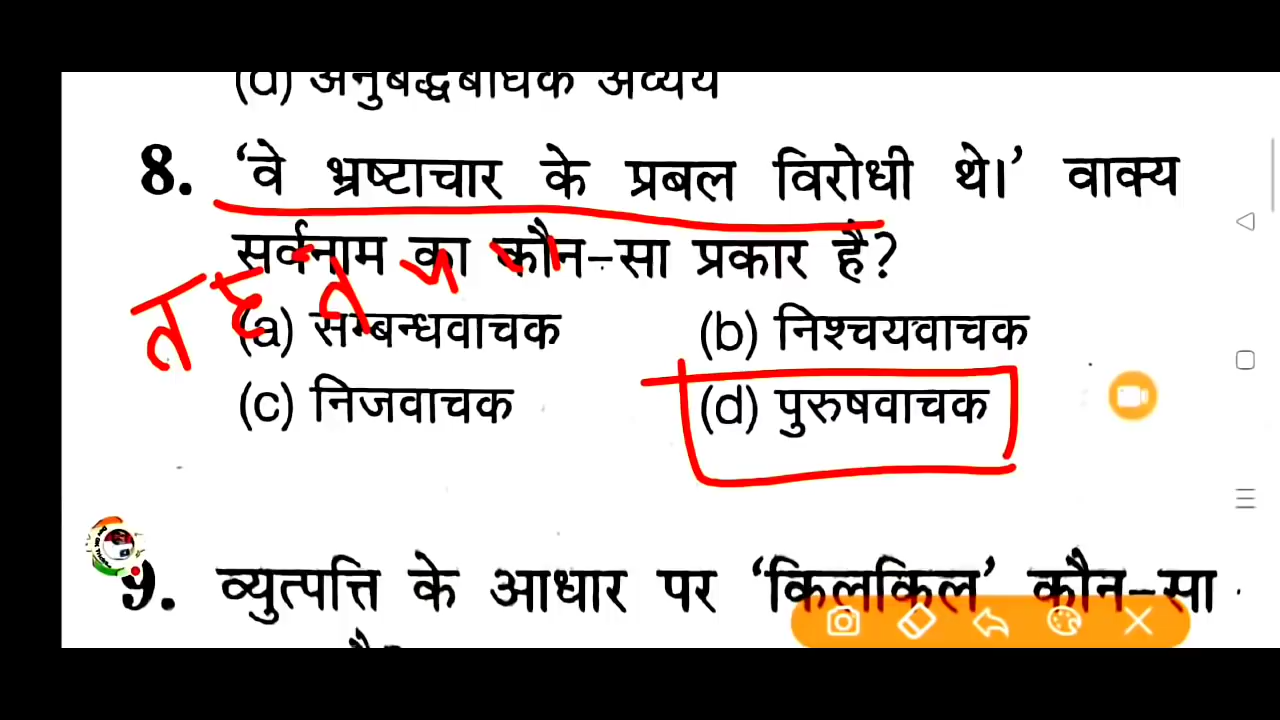 (d) अनुबद्धबोधक अव्यय
8. ‘वे भ्रष्टाचार के प्रबल विरोधी थे।’ वाक्य
सर्वनाम का कौन-सा प्रकार है?
(a) सम्बन्धवाचक (b) निश्चयवाचक
(c) निजवाचक (d) पुरुषवाचक
9. व्युत्पत्ति के आधार पर ‘किलकिल’ कौन-सा